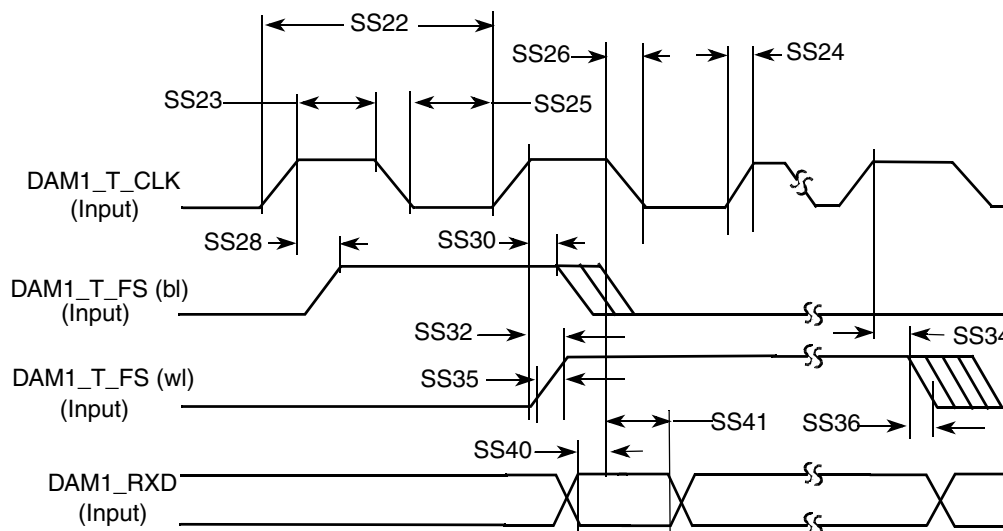 SS22
SS26
SS24
SS23
SS25
DAM1_T_CLK
(Input)
SS28
SS30
DAM1_T_FS (bl)
(Input)
SS32
SS34
DAM1_T_FS (wl)
(Input)
SS35
SS41
SS36
SS40
DAM1_RXD
(Input)